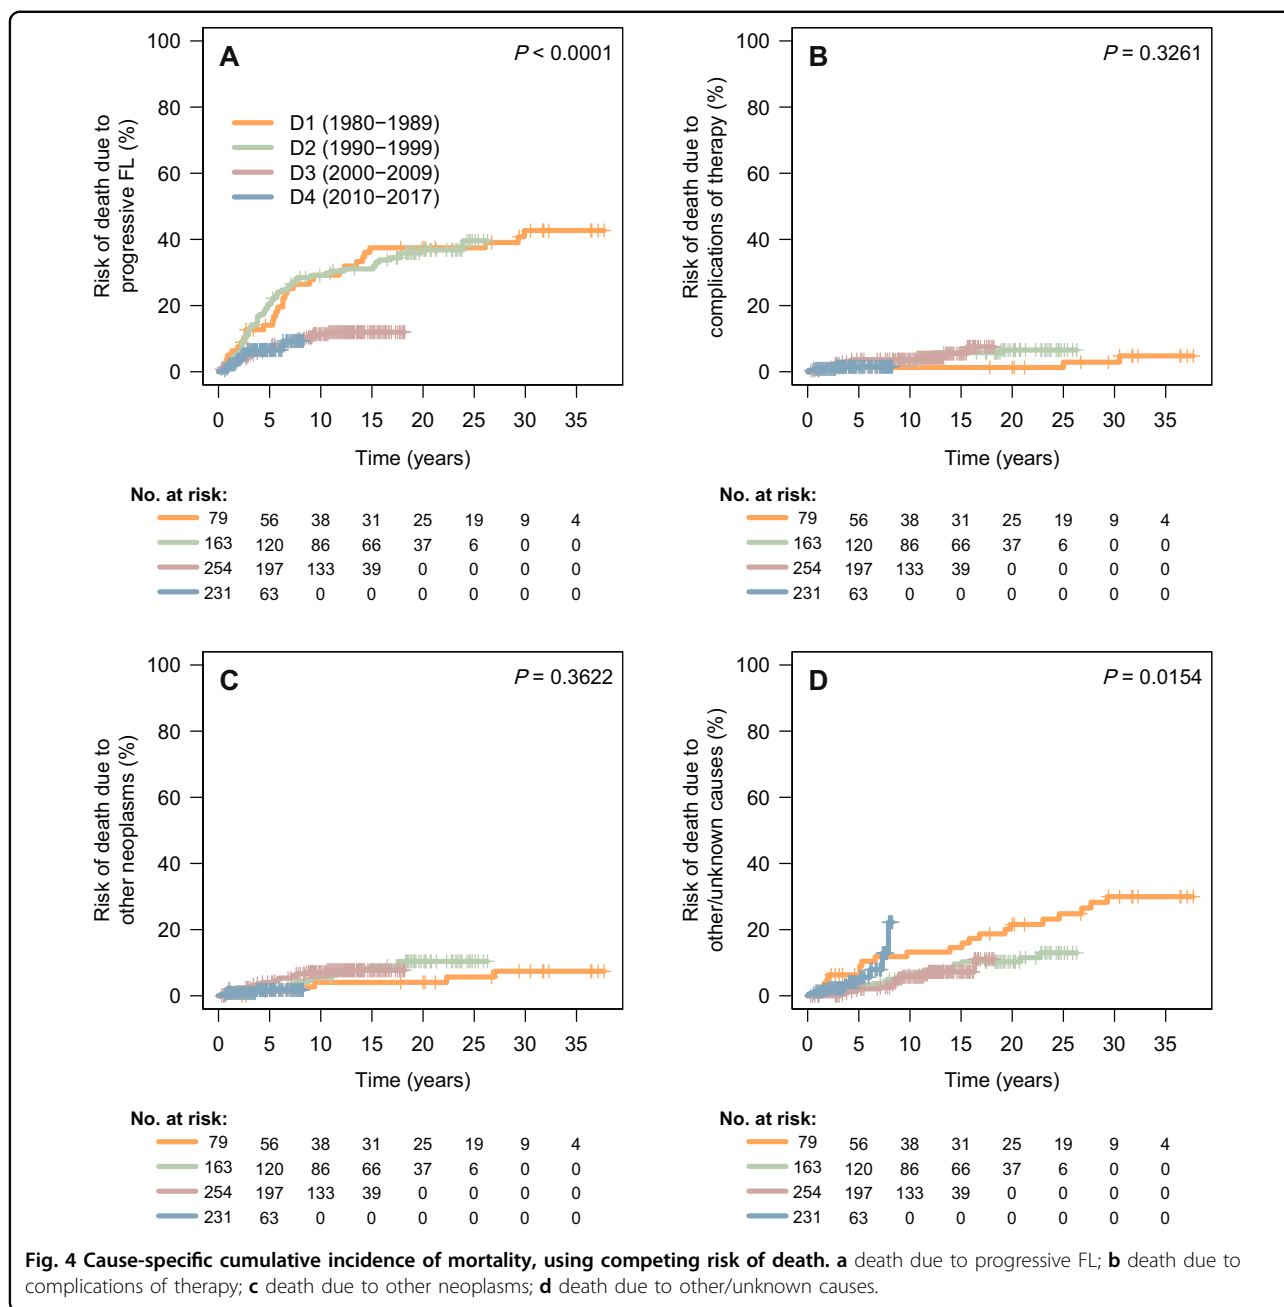 A
P < 0.0001
Risk of death due to
progressive FL (%)
100
80
60
40
20
0
D1 (1980−1989)
D2 (1990−1999)
D3 (2000−2009)
D4 (2010−2017)
0 5 10 15 20 25 30 35
Time (years)
No. at risk:
79 56 38 31 25 19 9 4
163 120 86 66 37 6 0 0
254 197 133 39 0 0 0 0
231 63 0 0 0 0 0 0
B
P = 0.3261
Risk of death due to
complications of therapy (%)
100
80
60
40
20
0
0 5 10 15 20 25 30 35
Time (years)
No. at risk:
79 56 38 31 25 19 9 4
163 120 86 66 37 6 0 0
254 197 133 39 0 0 0 0
231 63 0 0 0 0 0 0
C
P = 0.3622
Risk of death due to
other neoplasms (%)
100
80
60
40
20
0
0 5 10 15 20 25 30 35
Time (years)
No. at risk:
79 56 38 31 25 19 9 4
163 120 86 66 37 6 0 0
254 197 133 39 0 0 0 0
231 63 0 0 0 0 0 0
D
P = 0.0154
Risk of death due to
other/unknown causes (%)
100
80
60
40
20
0
0 5 10 15 20 25 30 35
Time (years)
No. at risk:
79 56 38 31 25 19 9 4
163 120 86 66 37 6 0 0
254 197 133 39 0 0 0 0
231 63 0 0 0 0 0 0
Fig. 4 Cause-specific cumulative incidence of mortality, using competing risk of death. a death due to progressive FL; b death due to
complications of therapy; c death due to other neoplasms; d death due to other/unknown causes.